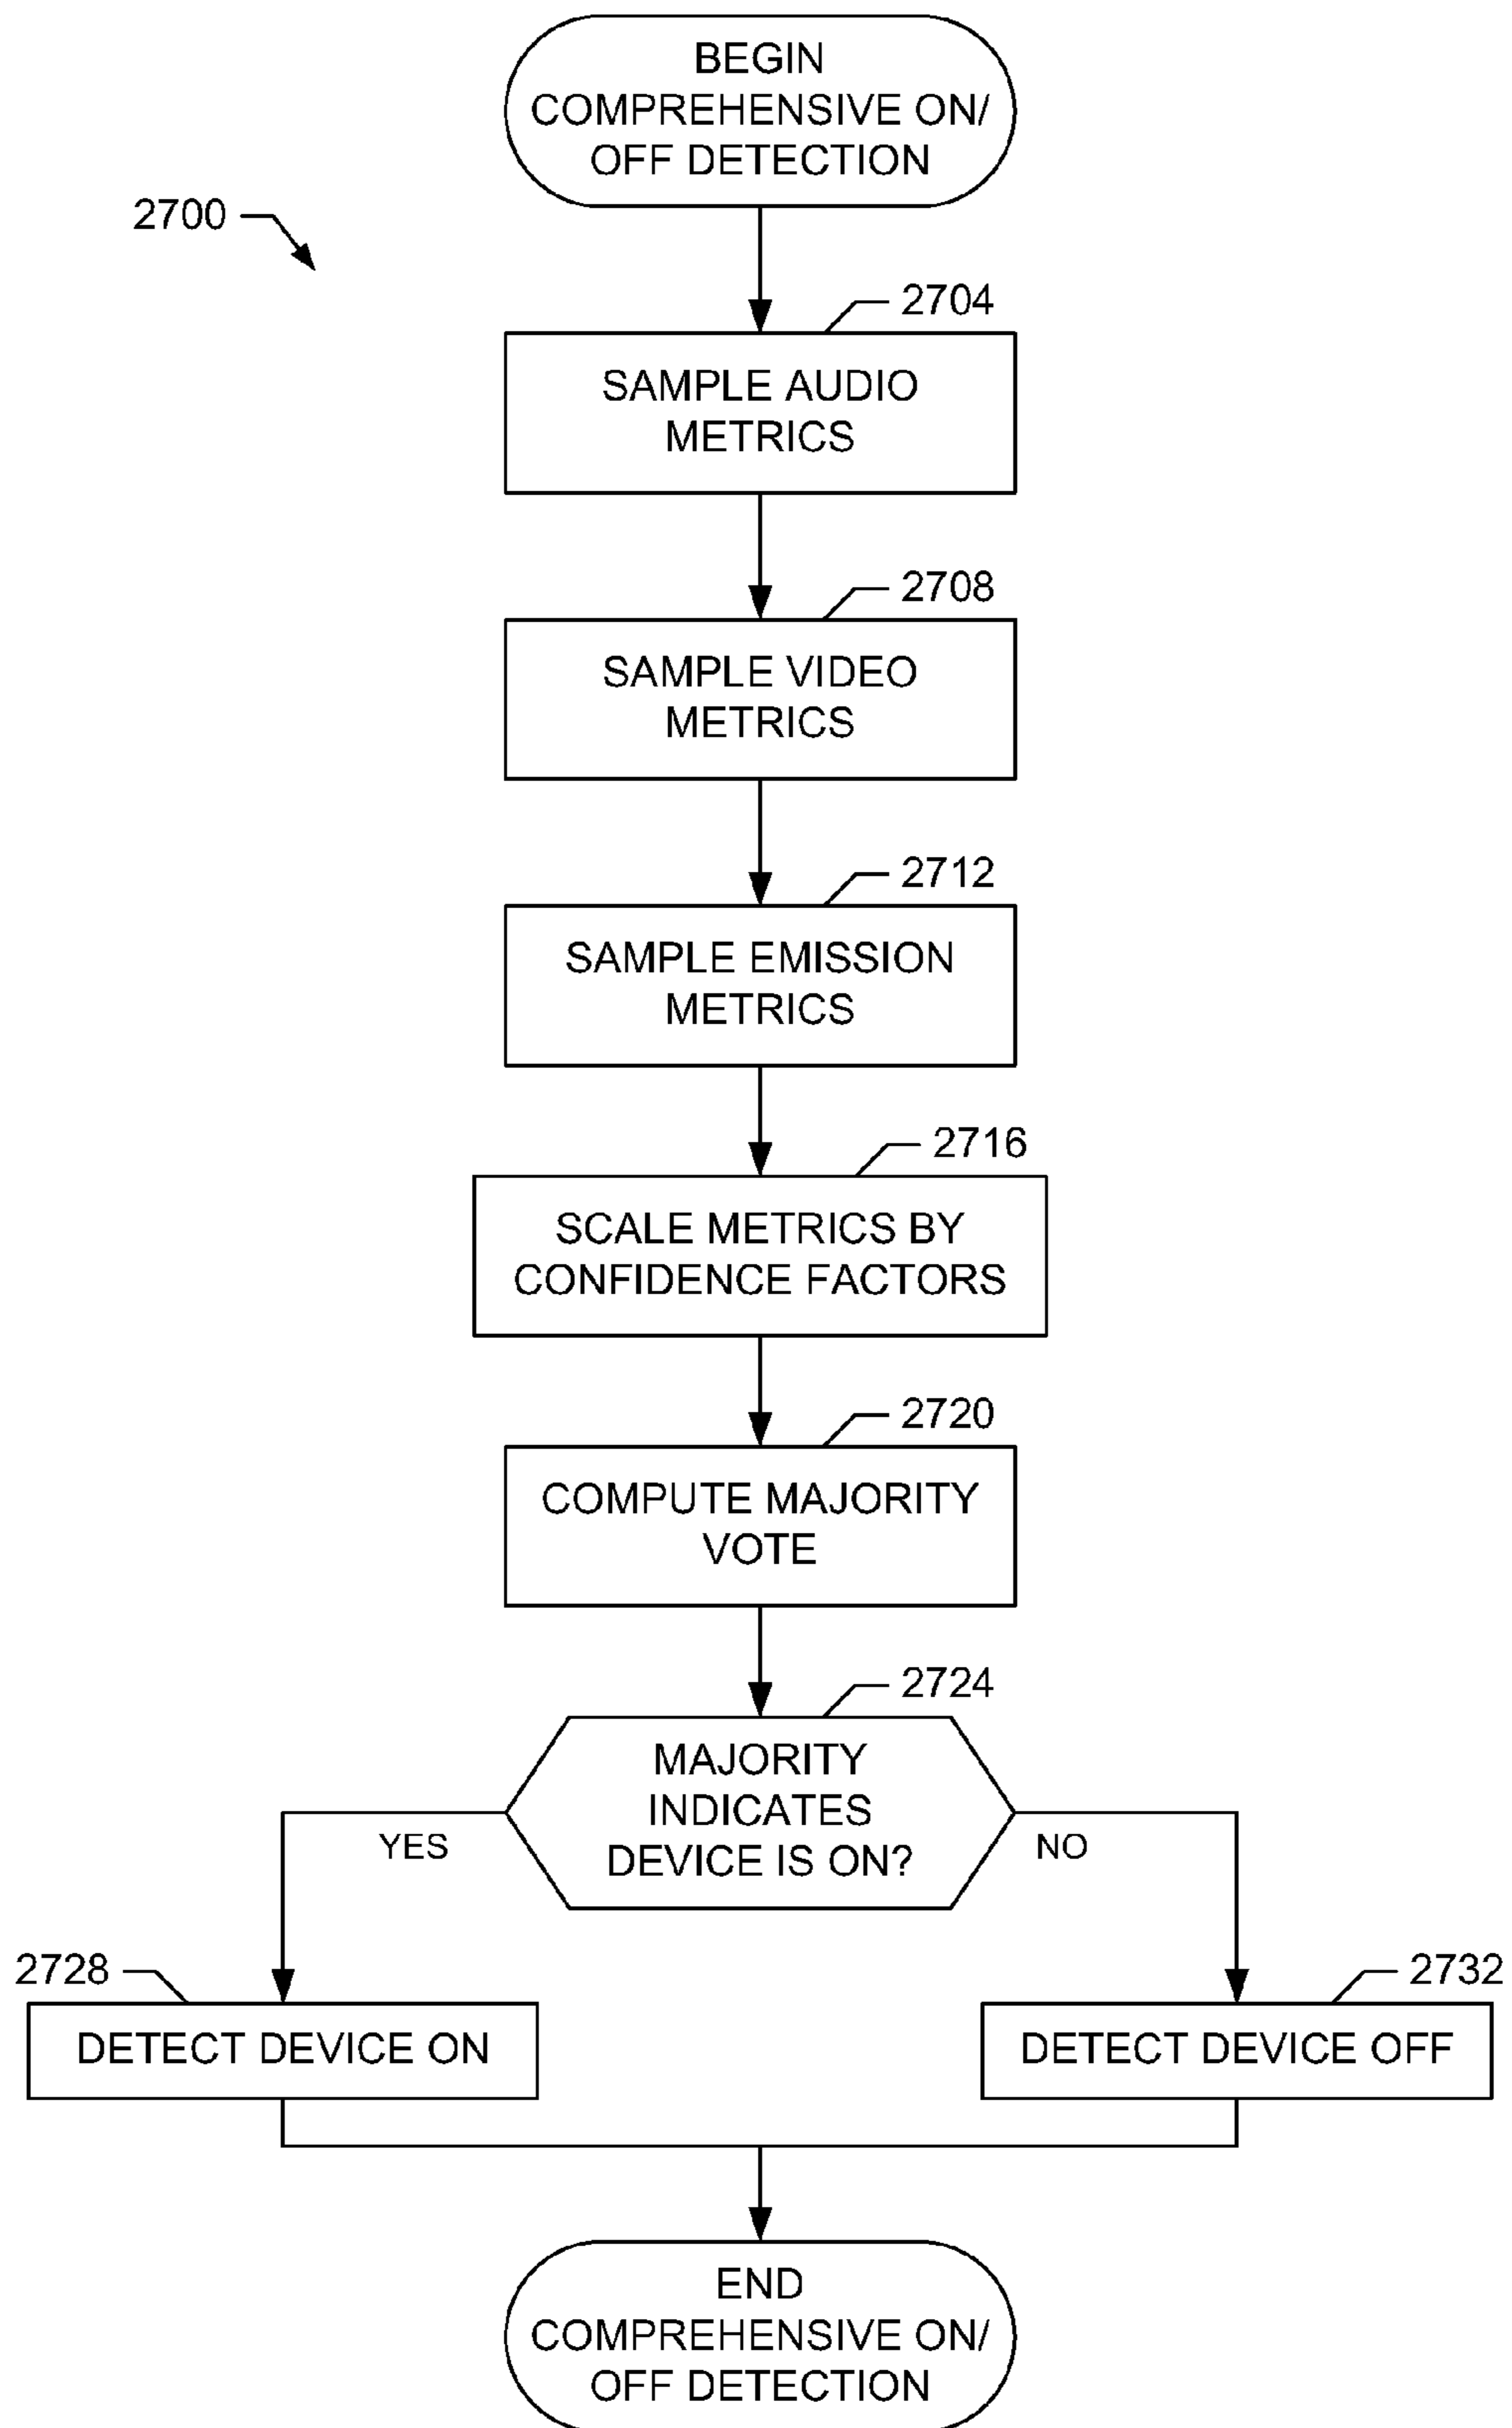 BEGIN
COMPREHENSIVE ON/
OFF DETECTION
2700
2704
SAMPLE AUDIO
METRICS
2708
SAMPLE VIDEO
METRICS
2712
SAMPLE EMISSION
METRICS
2716
SCALE METRICS BY
CONFIDENCE FACTORS
2720
COMPUTE MAJORITY
VOTE
2724
MAJORITY
INDICATES
DEVICE IS ON?
YES
NO
2728
2732
DETECT DEVICE ON
DETECT DEVICE OFF
END
COMPREHENSIVE ON/
OFF DETECTION